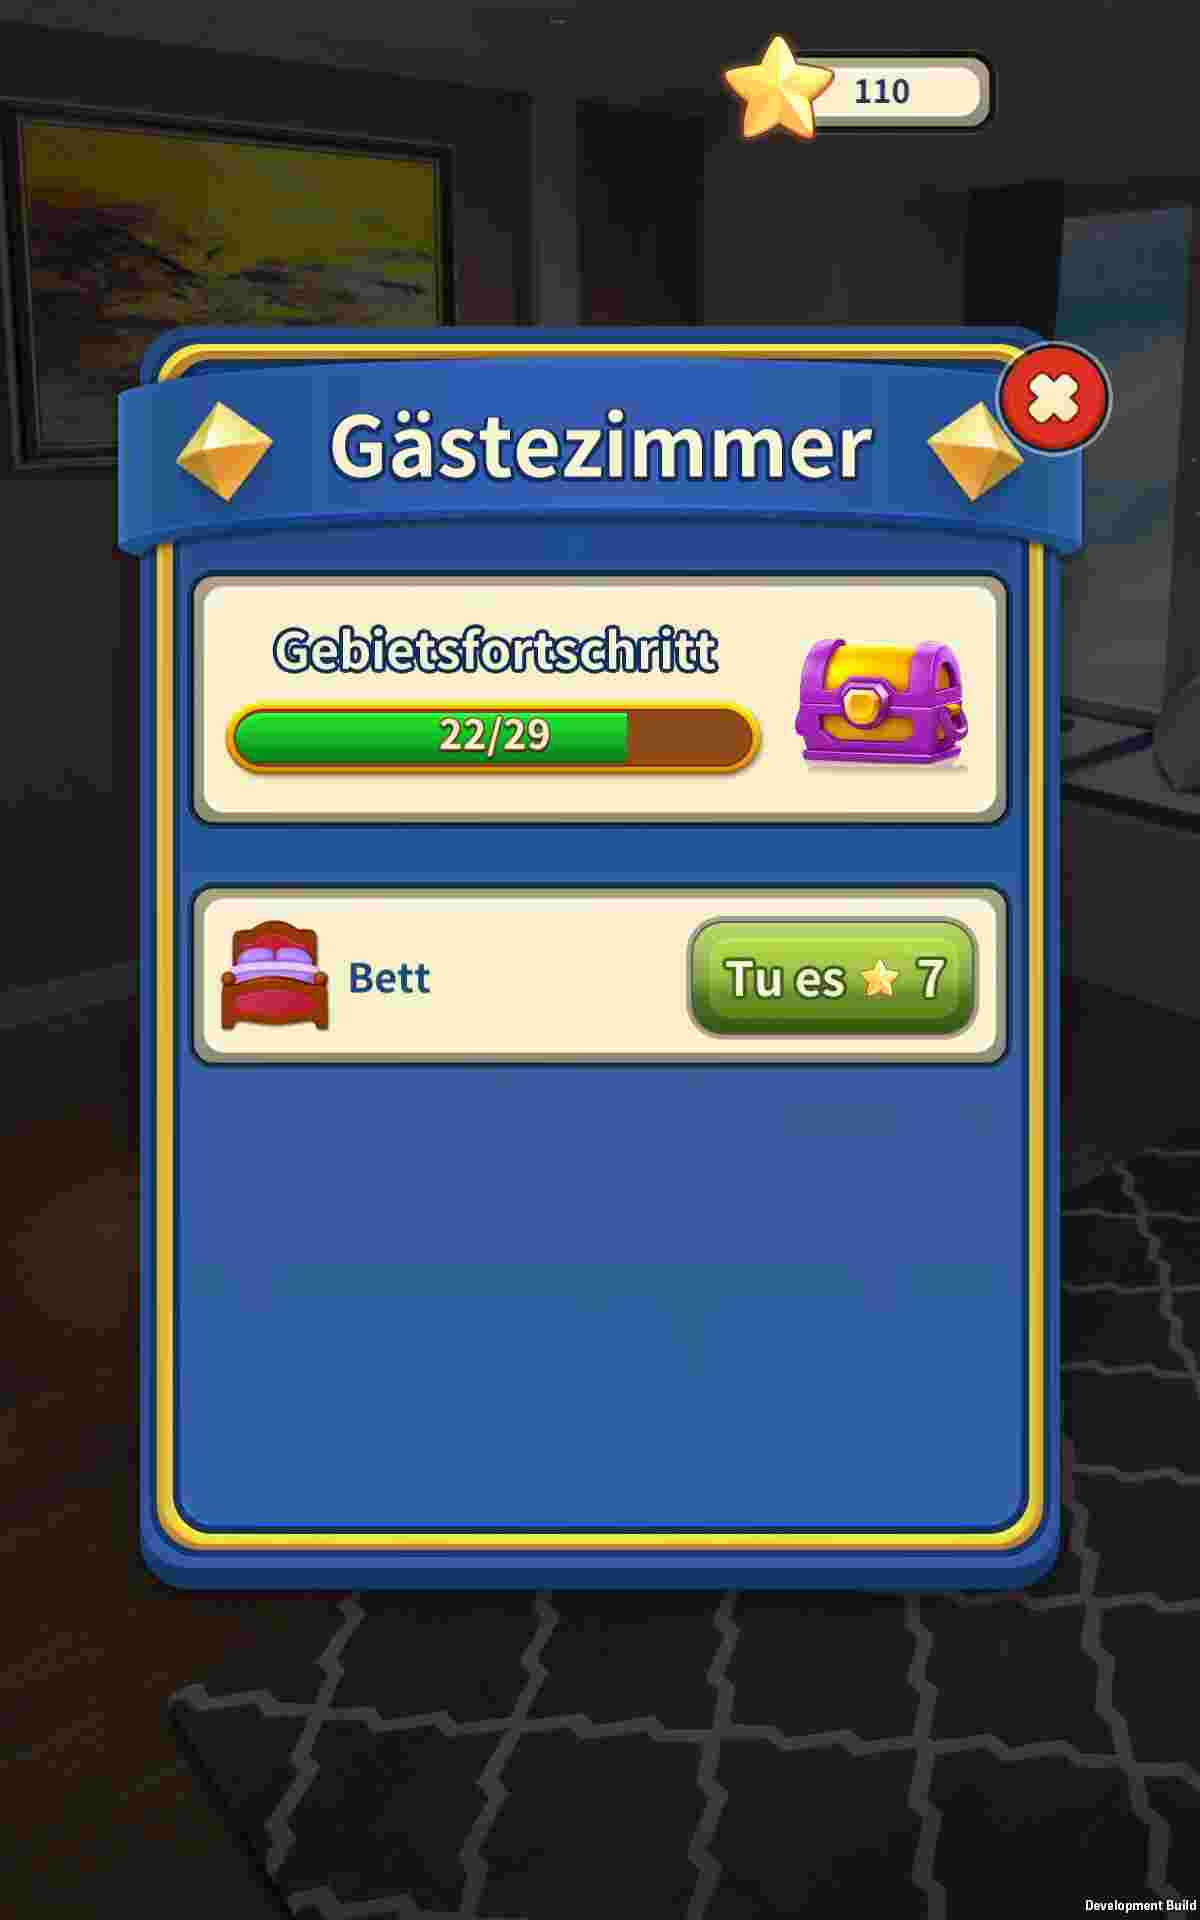 110
Gästezimmer
Gebietsfortschritt
22/29
Bett
Tu es 7
Development Build